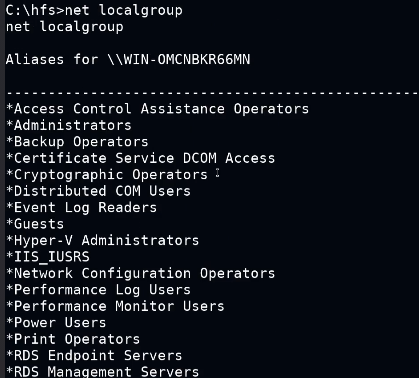 C:\hfs>net localgroup
net localgroup
Aliases for \\WIN-OMCNBKR66MN
-----------------------------------------------
*Access Control Assistance Operators
*Administrators
*Backup Operators
*Certificate Service DCOM Access
*Cryptographic Operators
*Distributed COM Users
*Event Log Readers
*Guests
*Hyper-V Administrators
*IIS_IUSRS
*Network Configuration Operators
*Performance Log Users
*Performance Monitor Users
*Power Users
*Print Operators
*RDS Endpoint Servers
*RDS Management Servers